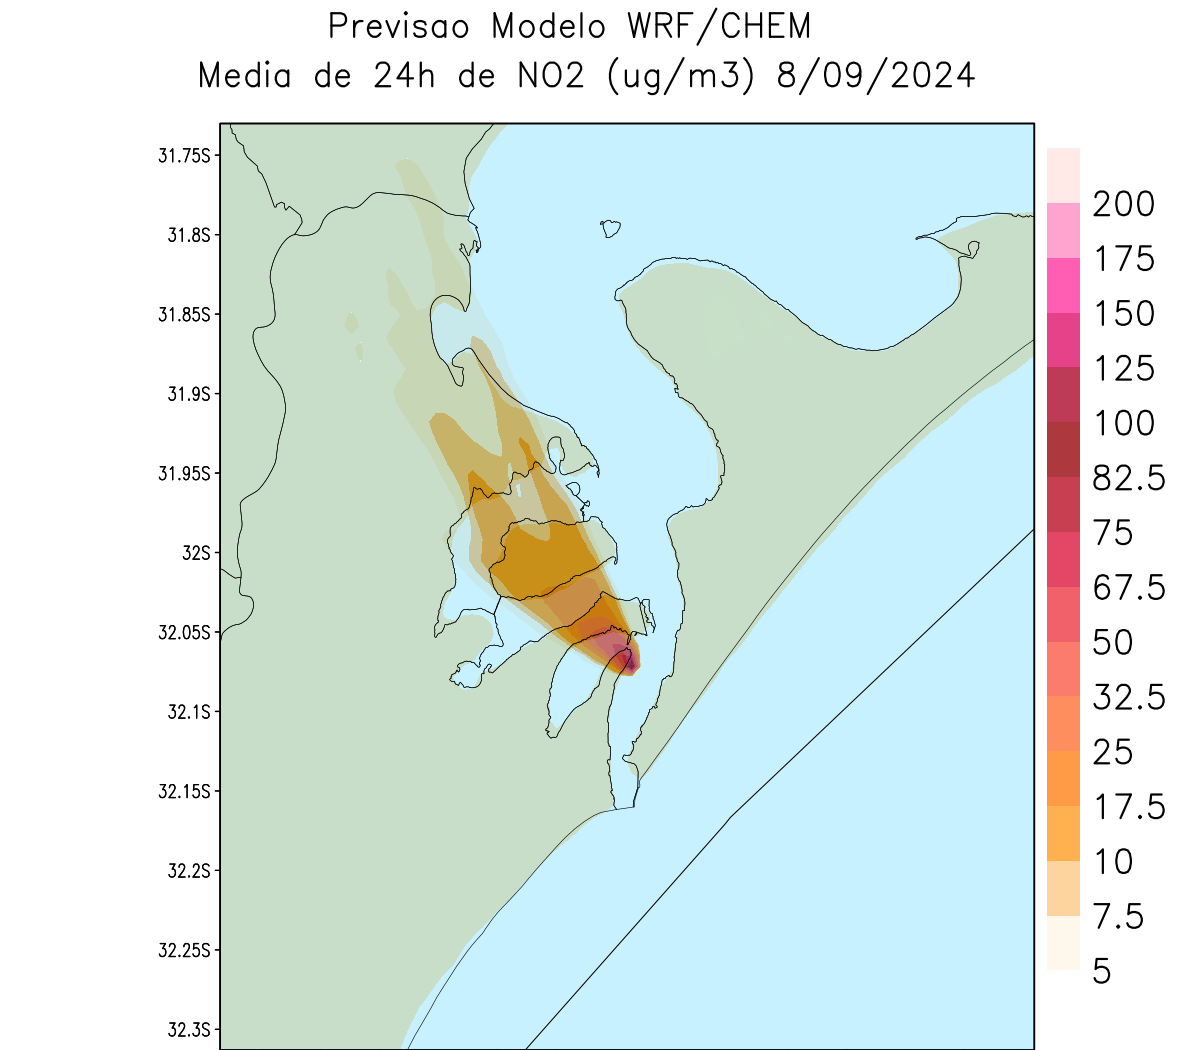 Previsao Modelo WRF/CHEM
Media de 24h de NO2 (ug/m3) 8/09/2024
31.75S
31.8S
31.85S
31.9S
31.95S
32S
32.05S
32.1S
32.15S
32.2S
32.25S
32.3S
200
175
150
125
100
82.5
75
67.5
50
32.5
25
17.5
10
7.5
5